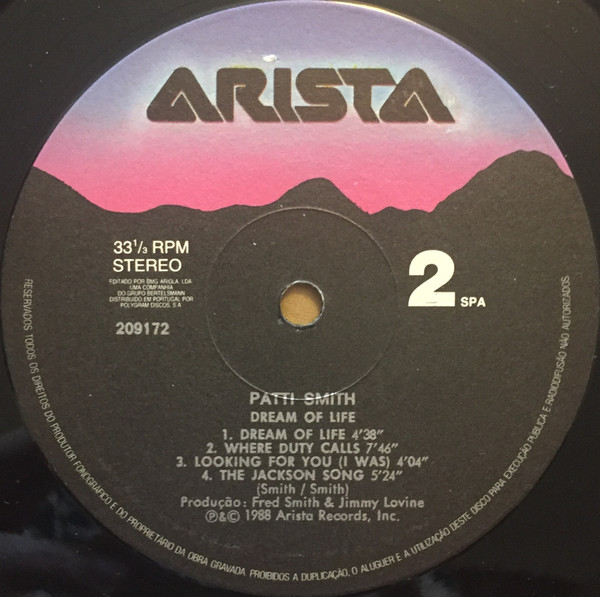 ARISTA
33⅓ RPM
STEREO
EDITADO POR BMG ARIOLA, LDA
UMA COMPANHIA
DO GRUPO BERTELSMANN
DISTRIBUIDO EM PORTUGAL POR
POLYGRAM DISCOS, S.A
209172
2 SPA
PATTI SMITH
DREAM OF LIFE
1. DREAM OF LIFE 4'38"
2. WHERE DUTY CALLS 7'46"
3. LOOKING FOR YOU (I WAS) 4'04"
4. THE JACKSON SONG 5'24"
(Smith / Smith)
Produção: Fred Smith & Jimmy Lovine
℗&© 1988 Arista Records, Inc.
RESERVADOS TODOS OS DIREITOS DO PRODUTOR FONOGRÁFICO E DO PROPRIETÁRIO DA OBRA GRAVADA. PROIBIDOS A DUPLICAÇÃO, O ALUGUER E A UTILIZAÇÃO DESTE DISCO PARA EXECUÇÃO PUBLICA E RADIODIFUSÃO NÃO AUTORIZADOS.